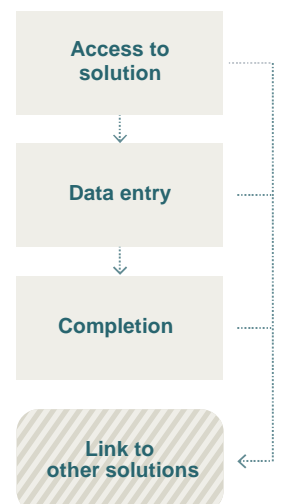 Access to
solution
Data entry
Completion
Link to
other solutions